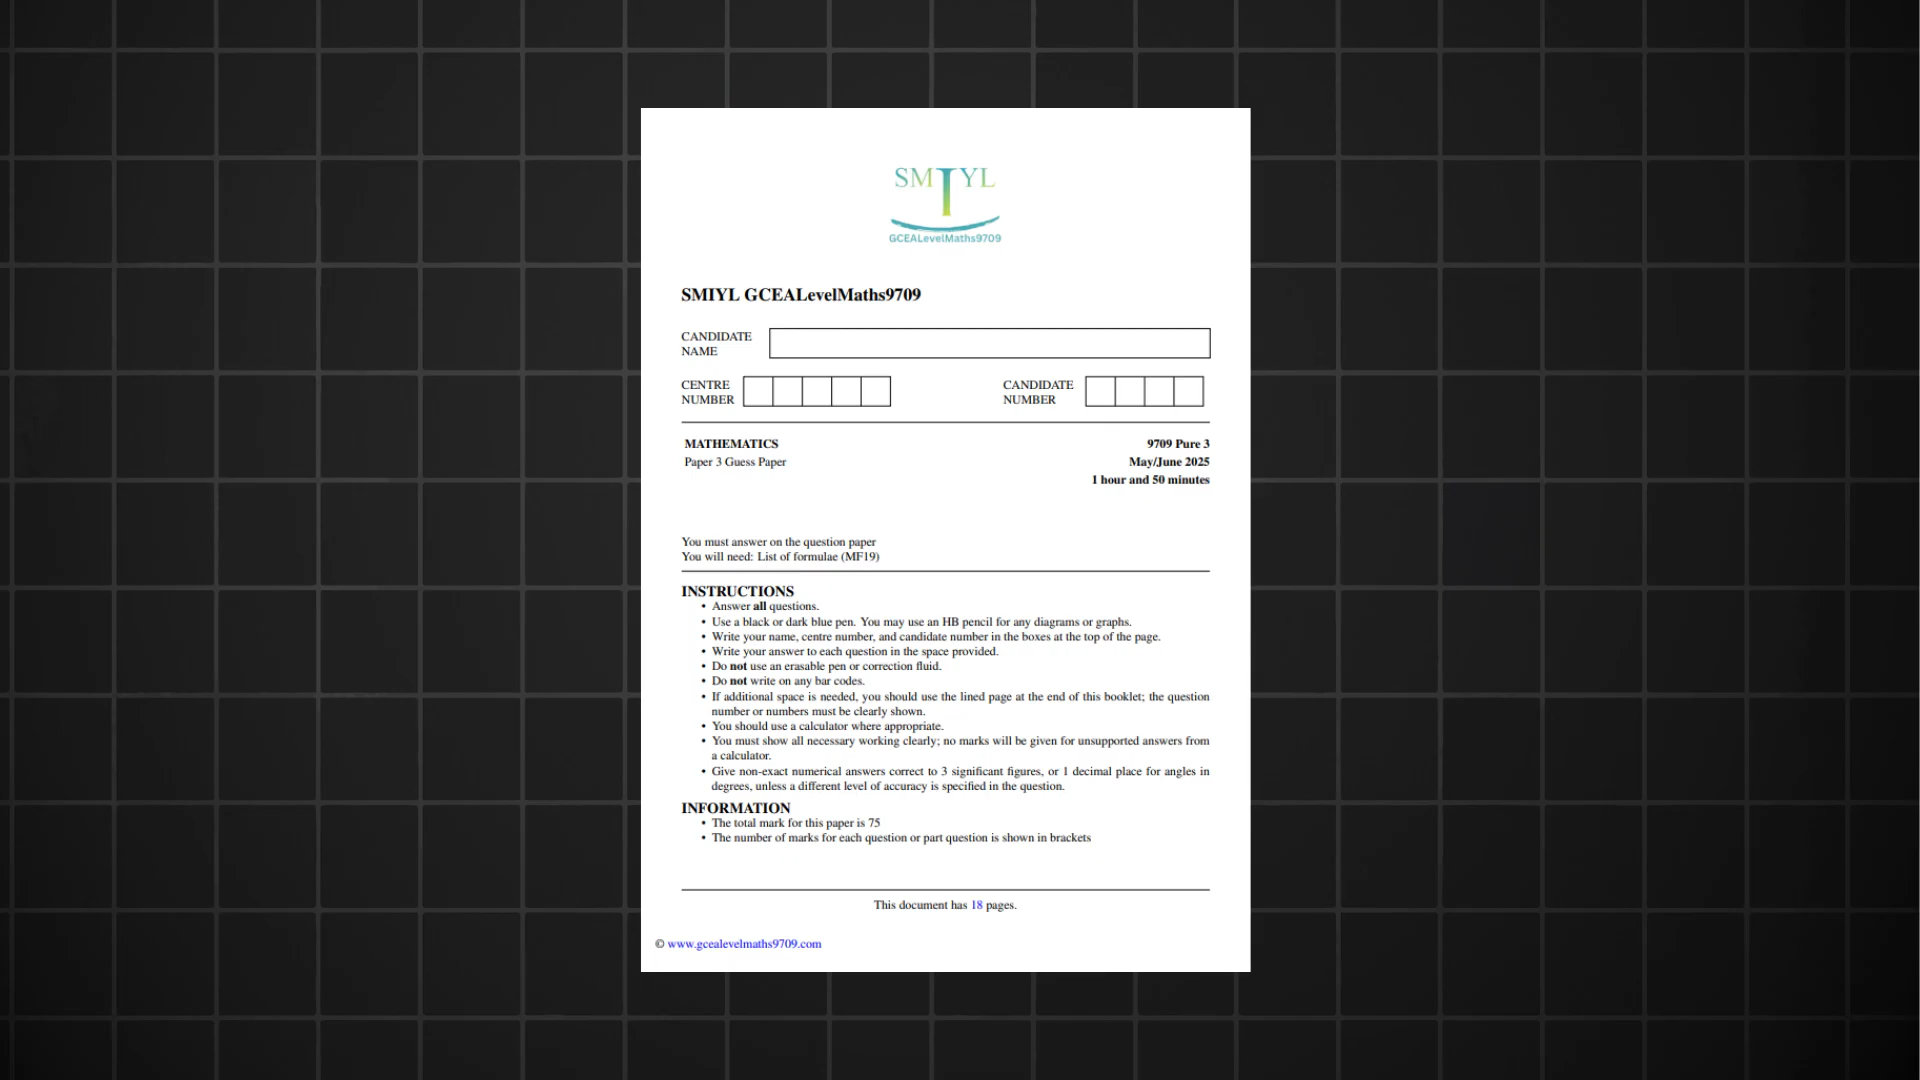 SMIYL
GCEALevelMaths9709
SMIYL GCEALevelMaths9709
CANDIDATE
NAME
CENTRE
NUMBER
CANDIDATE
NUMBER
MATHEMATICS
9709 Pure 3
Paper 3 Guess Paper
May/June 2025
1 hour and 50 minutes
You must answer on the question paper
You will need: List of formulae (MF19)
INSTRUCTIONS
• Answer all questions.
• Use a black or dark blue pen. You may use an HB pencil for any diagrams or graphs.
• Write your name, centre number, and candidate number in the boxes at the top of the page.
• Write your answer to each question in the space provided.
• Do not use an erasable pen or correction fluid.
• Do not write on any bar codes.
• If additional space is needed, you should use the lined page at the end of this booklet; the question
number or numbers must be clearly shown.
• You should use a calculator where appropriate.
• You must show all necessary working clearly; no marks will be given for unsupported answers from
a calculator.
• Give non-exact numerical answers correct to 3 significant figures, or 1 decimal place for angles in
degrees, unless a different level of accuracy is specified in the question.
INFORMATION
• The total mark for this paper is 75
• The number of marks for each question or part question is shown in brackets
This document has 18 pages.
© www.gcealevelmaths9709.com